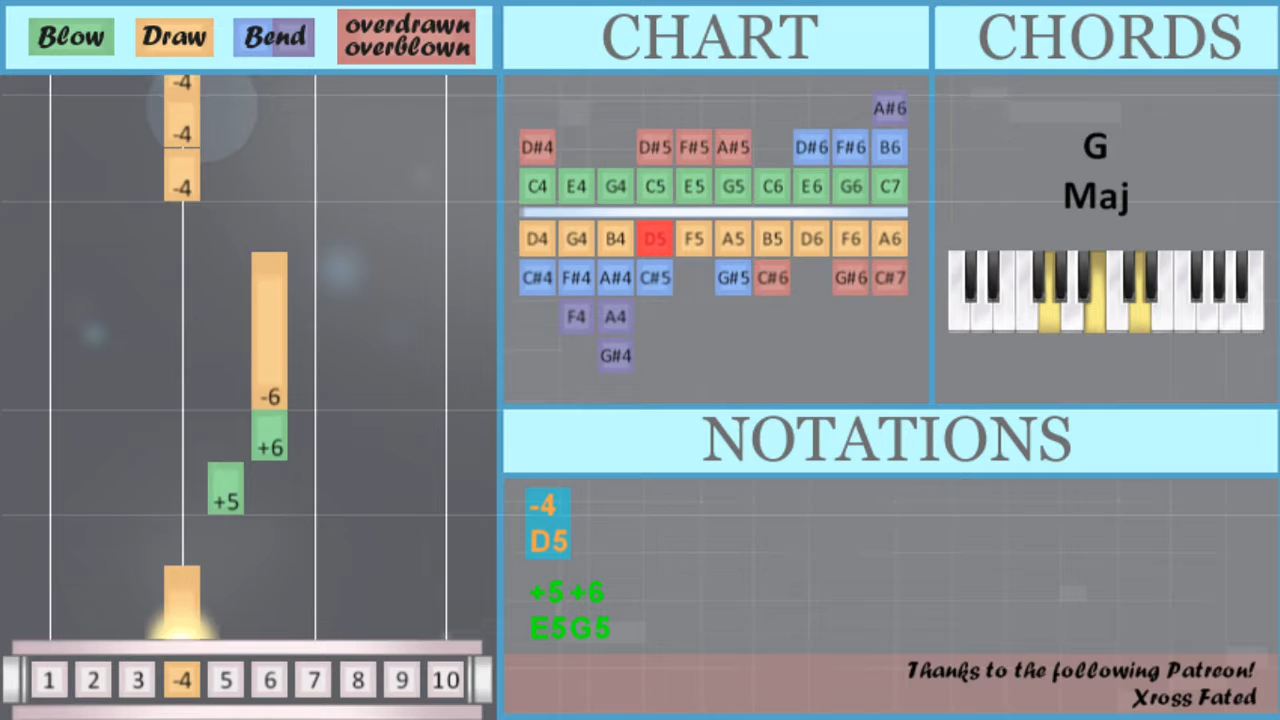 Blow Draw Bend overdrawn
overblown
CHART
CHORDS
-4
-4
-4
-6
+6
+5
1 2 3 -4 5 6 7 8 9 10
A#6
D#4 D#5 F#5 A#5 D#6 F#6 B6
C4 E4 G4 C5 E5 G5 C6 E6 G6 C7
D4 G4 B4 D5 F5 A5 B5 D6 F6 A6
C#4 F#4 A#4 C#5 G#5 C#6 G#6 C#7
F4 A4
G#4
G
Maj
NOTATIONS
-4
D5
+5 +6
E5 G5
Thanks to the following Patreon!
Xross Fated